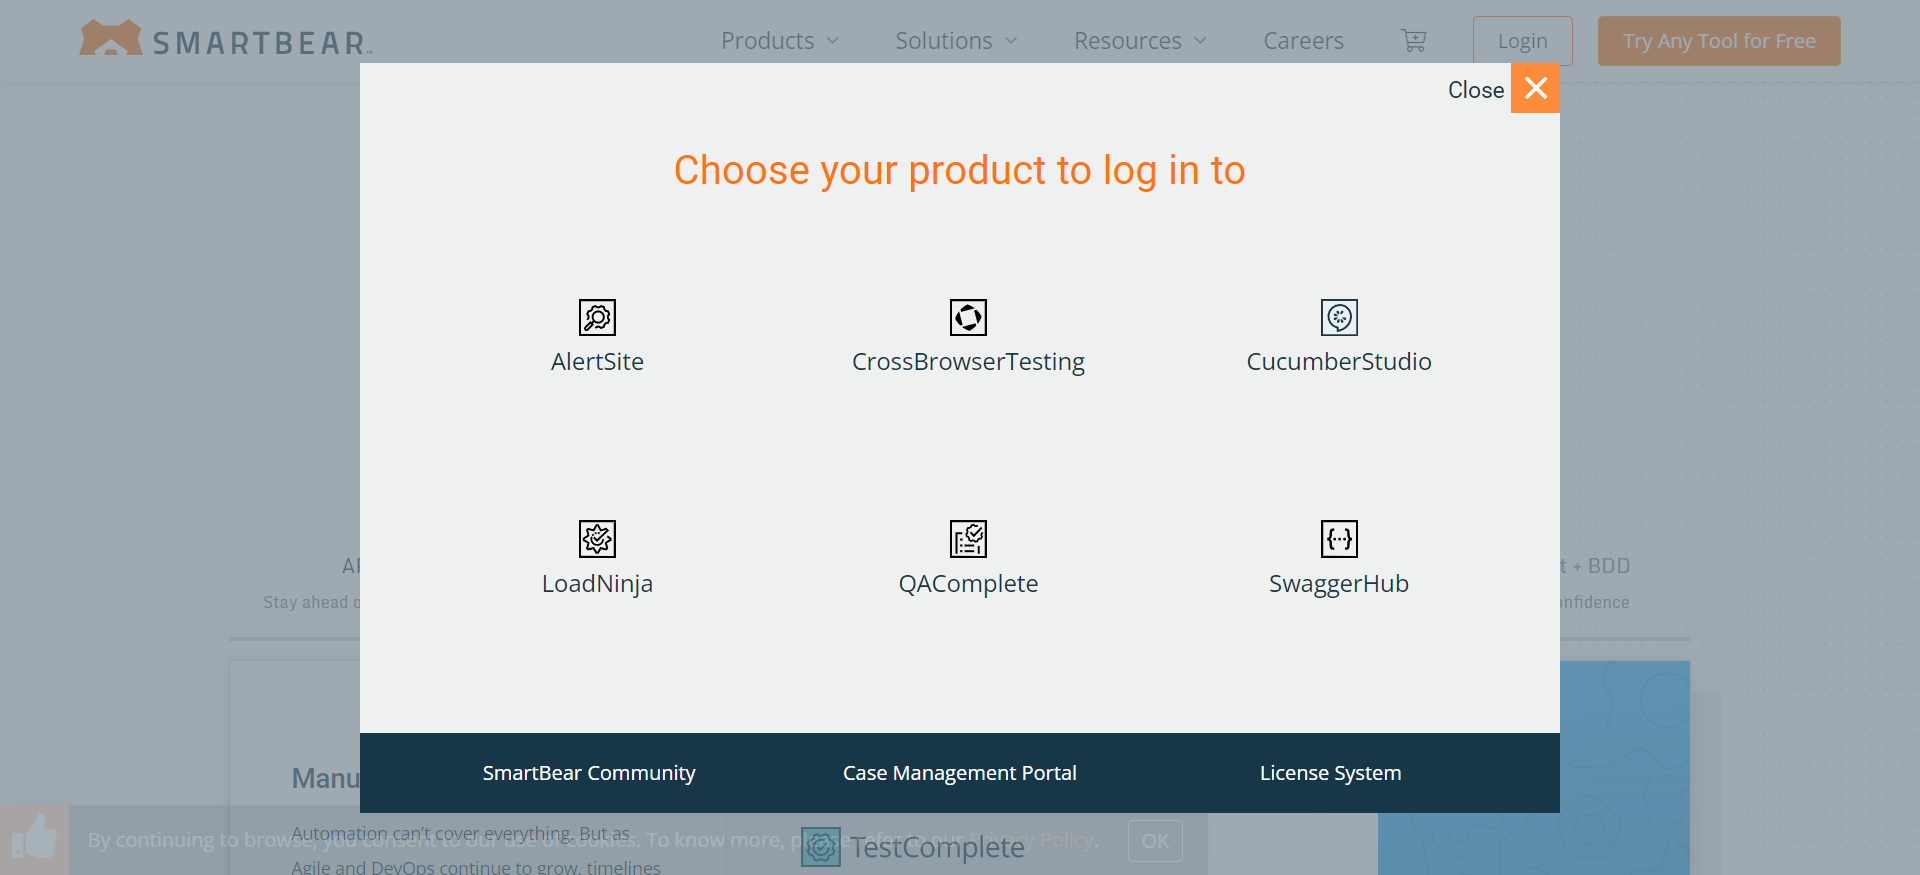 SMARTBEAR
Products
Solutions
Resources
Careers
Login
Try Any Tool for Free
Close
Choose your product to log in to
AlertSite
CrossBrowserTesting
CucumberStudio
LoadNinja
QAComplete
SwaggerHub
+ BDD
Stay ahead
SmartBear Community
Case Management Portal
License System
Automation can't cover everything. But as
Agile and DevOps continue to grow, timelines
By continuing to browse, you consent to our use of cookies. To know more, please refer to our Privacy Policy.
OK
TestComplete